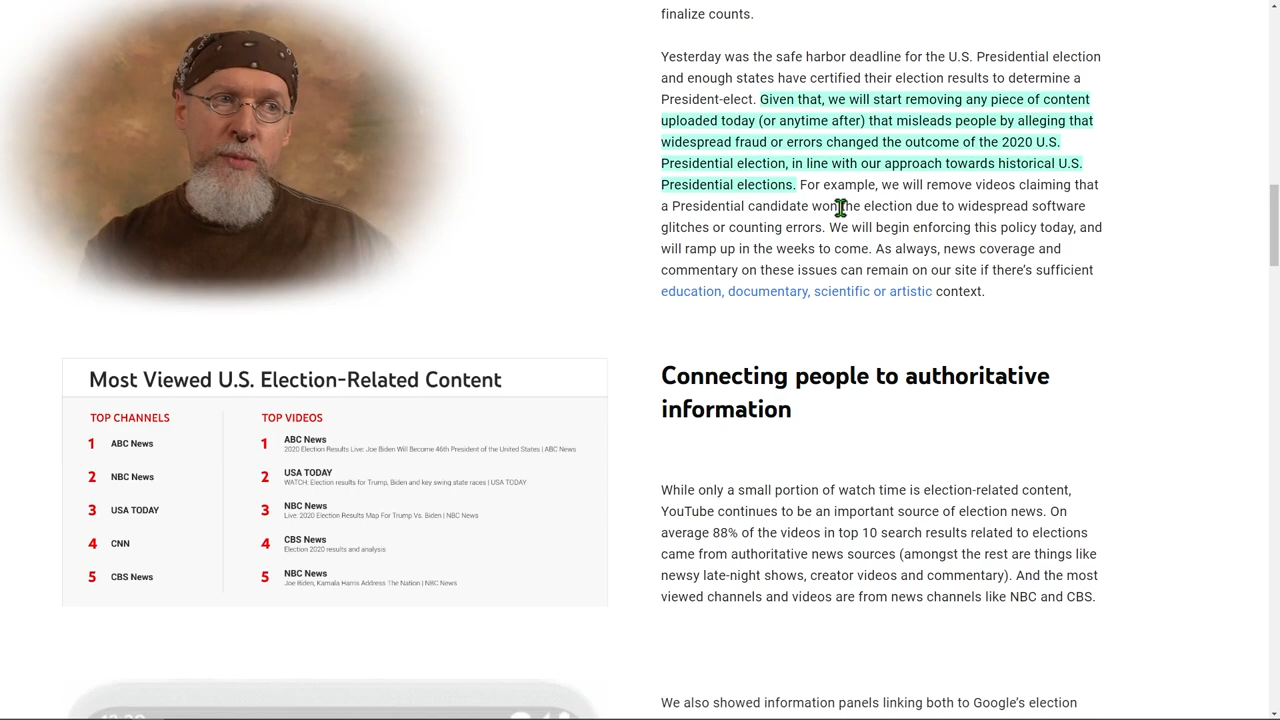 finalize counts.
Yesterday was the safe harbor deadline for the U.S. Presidential election
and enough states have certified their election results to determine a
President-elect. Given that, we will start removing any piece of content
uploaded today (or anytime after) that misleads people by alleging that
widespread fraud or errors changed the outcome of the 2020 U.S.
Presidential election, in line with our approach towards historical U.S.
Presidential elections. For example, we will remove videos claiming that
a Presidential candidate won the election due to widespread software
glitches or counting errors. We will begin enforcing this policy today, and
will ramp up in the weeks to come. As always, news coverage and
commentary on these issues can remain on our site if there's sufficient
education, documentary, scientific or artistic context.
Most Viewed U.S. Election-Related Content
TOP CHANNELS
1 ABC News
2 NBC News
3 USA TODAY
4 CNN
5 CBS News
TOP VIDEOS
1 ABC News
2020 Election Results Live: Joe Biden Will Become 46th President of the United States | ABC News
2 USA TODAY
WATCH: Election results for Trump, Biden and key swing state races | USA TODAY
3 NBC News
Live: 2020 Election Results Map For Trump Vs. Biden | NBC News
4 CBS News
Election 2020 results and analysis
5 NBC News
Joe Biden, Kamala Harris Address The Nation | NBC News
Connecting people to authoritative
information
While only a small portion of watch time is election-related content,
YouTube continues to be an important source of election news. On
average 88% of the videos in top 10 search results related to elections
came from authoritative news sources (amongst the rest are things like
newsy late-night shows, creator videos and commentary). And the most
viewed channels and videos are from news channels like NBC and CBS.
We also showed information panels linking both to Google's election